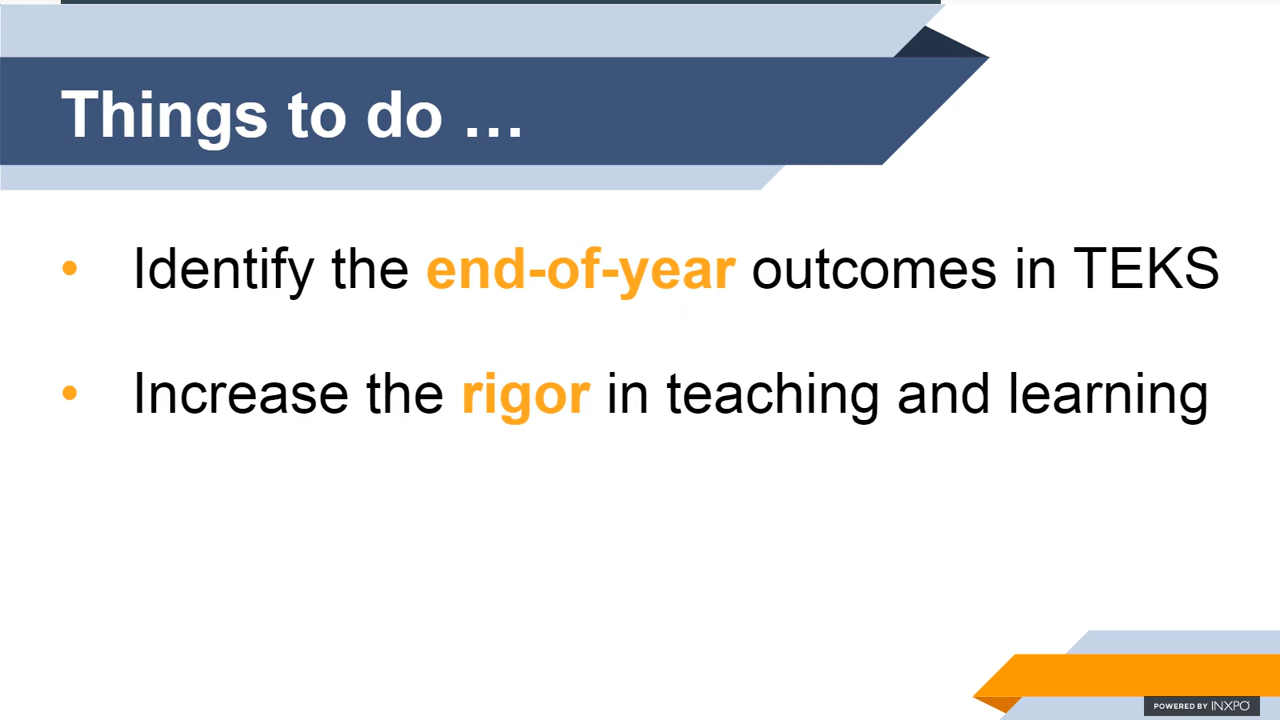 Things to do …
• Identify the end-of-year outcomes in TEKS
• Increase the rigor in teaching and learning
POWERED BY INXPO